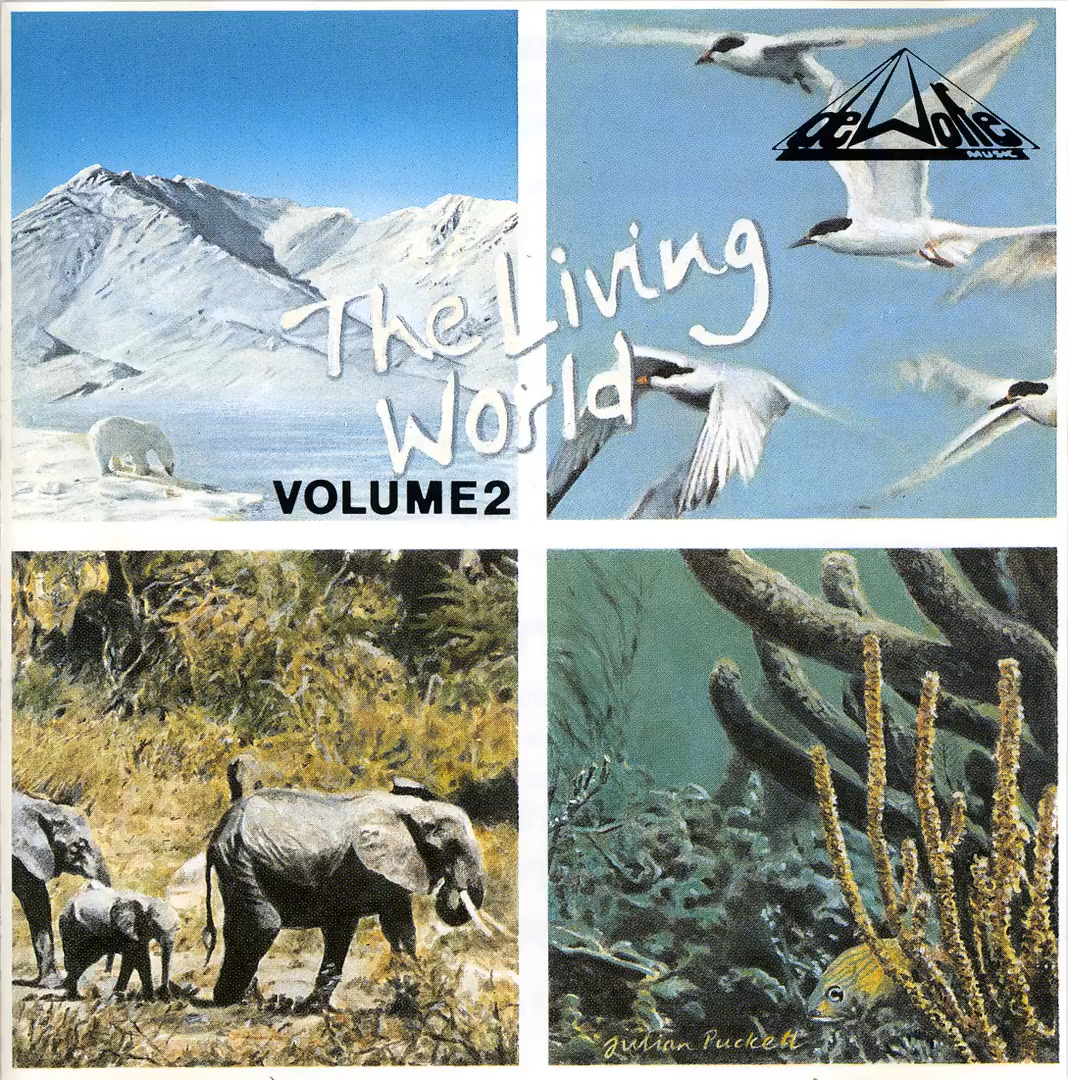 deWolfe
MUSIC
The Living
World
VOLUME2
Julian Puckett